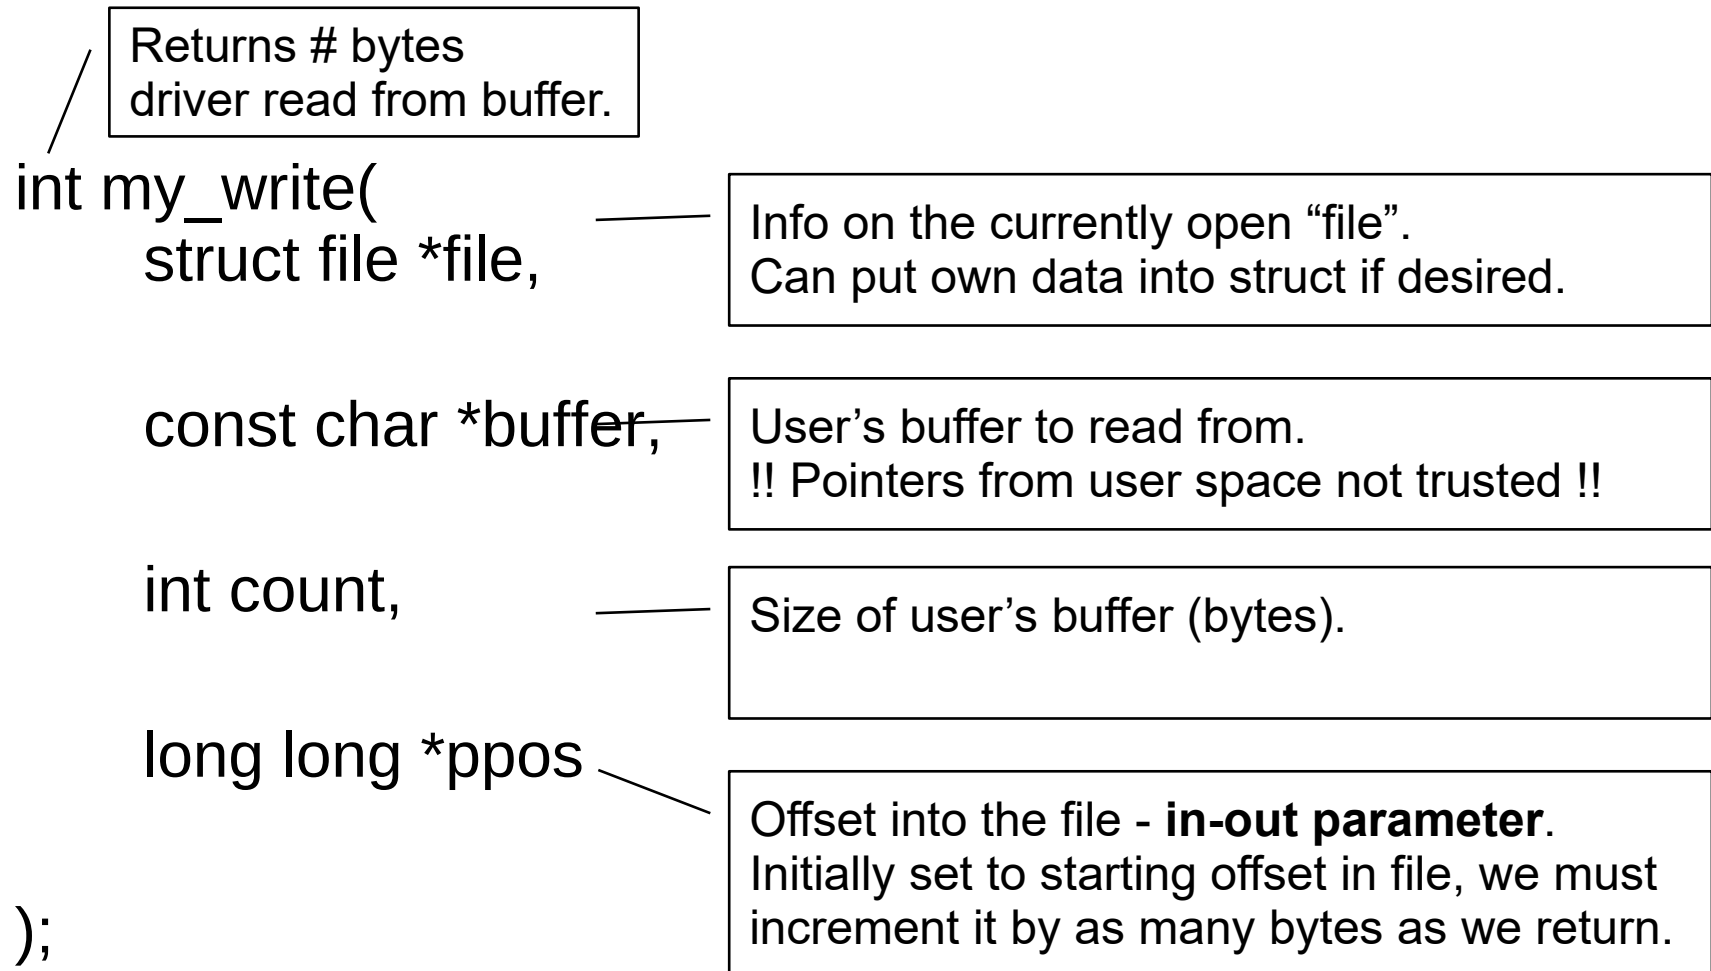 Returns # bytes
driver read from buffer.
int my_write(
struct file *file,
Info on the currently open “file”.
Can put own data into struct if desired.
const char *buffer,
User’s buffer to read from.
!! Pointers from user space not trusted !!
int count,
Size of user’s buffer (bytes).
long long *ppos
Offset into the file - in-out parameter.
Initially set to starting offset in file, we must
increment it by as many bytes as we return.
);